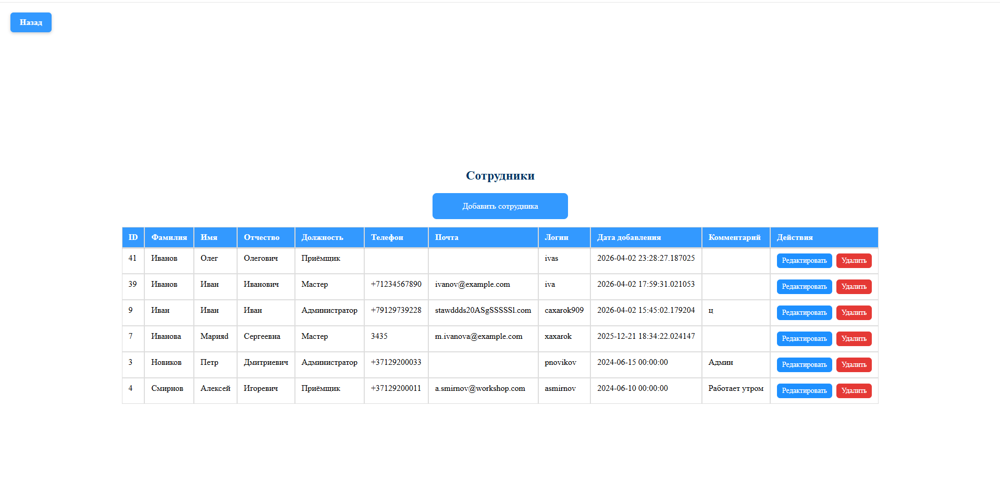 Назад
Сотрудники
Добавить сотрудника
ID Фамилия Имя Отчество Должность Телефон Почта Логин Дата добавления Комментарий Действия
41 Иванов Олег Олегович Приёмщик ivas 2026-04-02 23:28:27.187025 Редактировать Удалить
39 Иванов Иван Иванович Мастер +71234567890 ivanov@example.com iva 2026-04-02 17:59:31.021053 Редактировать Удалить
9 Иван Иван Иван Администратор +79129739228 stawddds20ASgSSSSSl.com caxarok909 2026-04-02 15:45:02.179204 ц Редактировать Удалить
7 Иванова Марияd Сергеевна Мастер 3435 m.ivanova@example.com xaxarok 2025-12-21 18:34:22.024147 Редактировать Удалить
3 Новиков Петр Дмитриевич Администратор +37129200033 pnovikov 2024-06-15 00:00:00 Админ Редактировать Удалить
4 Смирнов Алексей Игоревич Приёмщик +37129200011 a.smirnov@workshop.com asmirnov 2024-06-10 00:00:00 Работает утром Редактировать Удалить